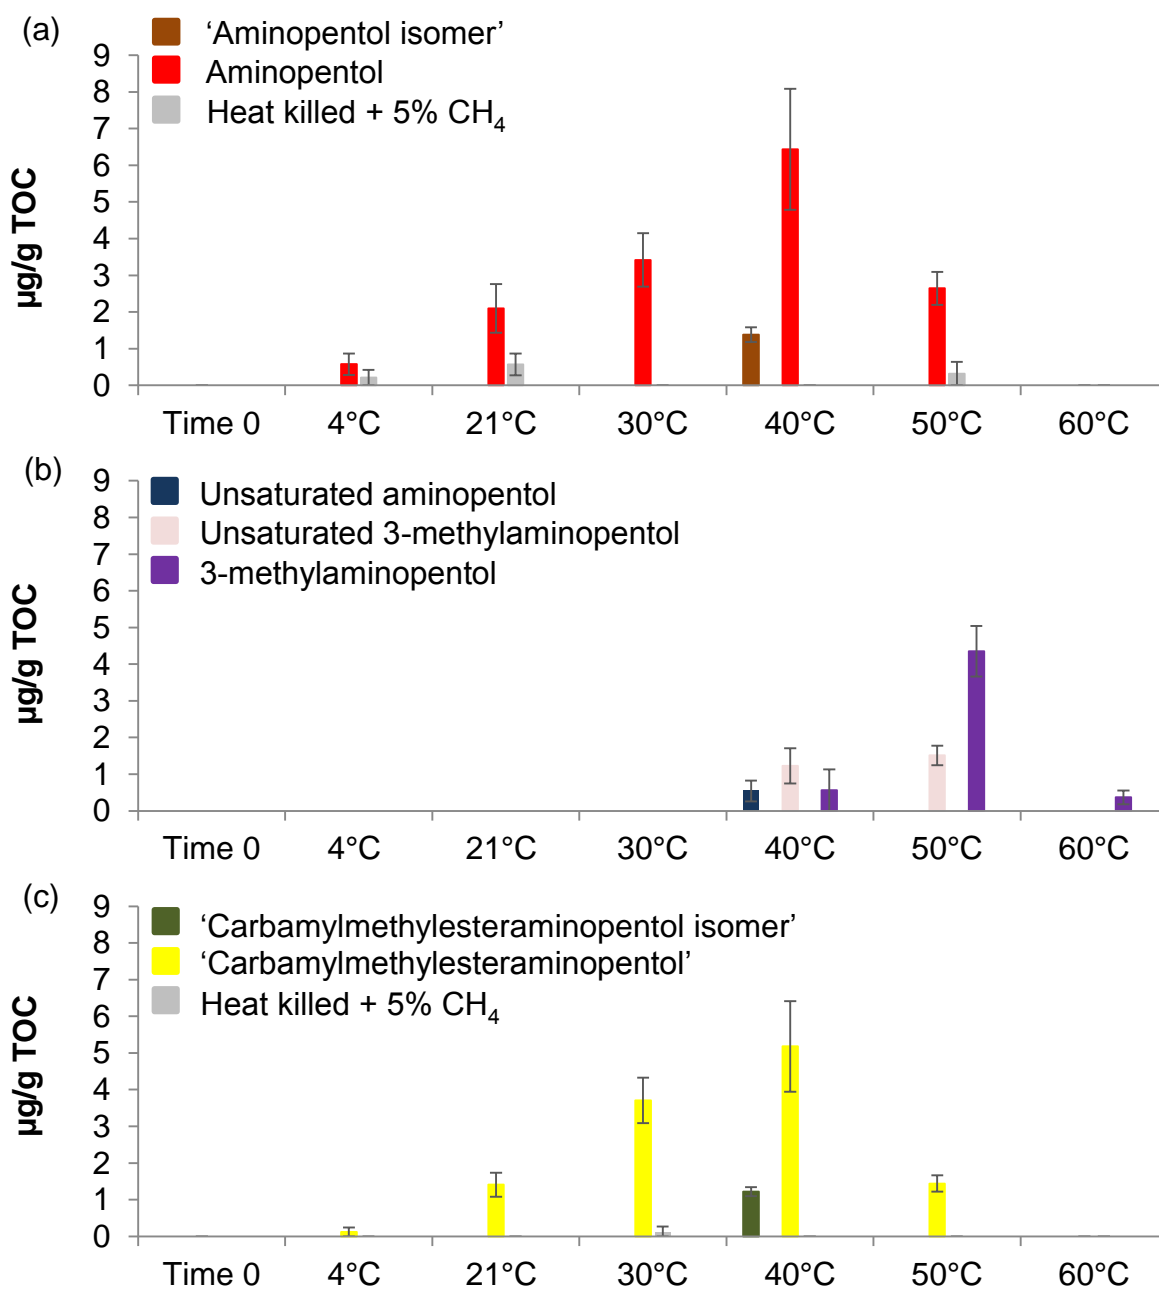 (a)
‘Aminopentol isomer’
Aminopentol
Heat killed + 5% CH₄
µg/g TOC
9
8
7
6
5
4
3
2
1
0
Time 0 4°C 21°C 30°C 40°C 50°C 60°C
(b)
Unsaturated aminopentol
Unsaturated 3-methylaminopentol
3-methylaminopentol
µg/g TOC
9
8
7
6
5
4
3
2
1
0
Time 0 4°C 21°C 30°C 40°C 50°C 60°C
(c)
‘Carbamylmethylesteraminopentol isomer’
‘Carbamylmethylesteraminopentol’
Heat killed + 5% CH₄
µg/g TOC
9
8
7
6
5
4
3
2
1
0
Time 0 4°C 21°C 30°C 40°C 50°C 60°C